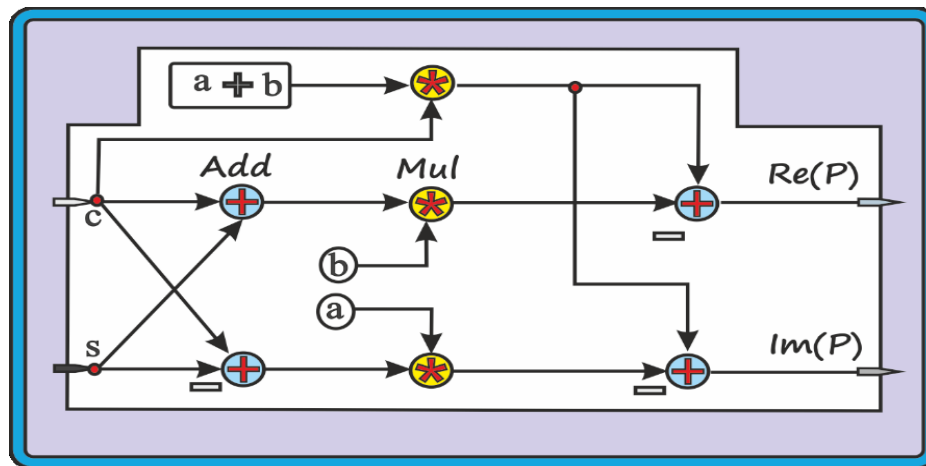 a + b
Add
Mul
Re(P)
c
b
a
s
Im(P)